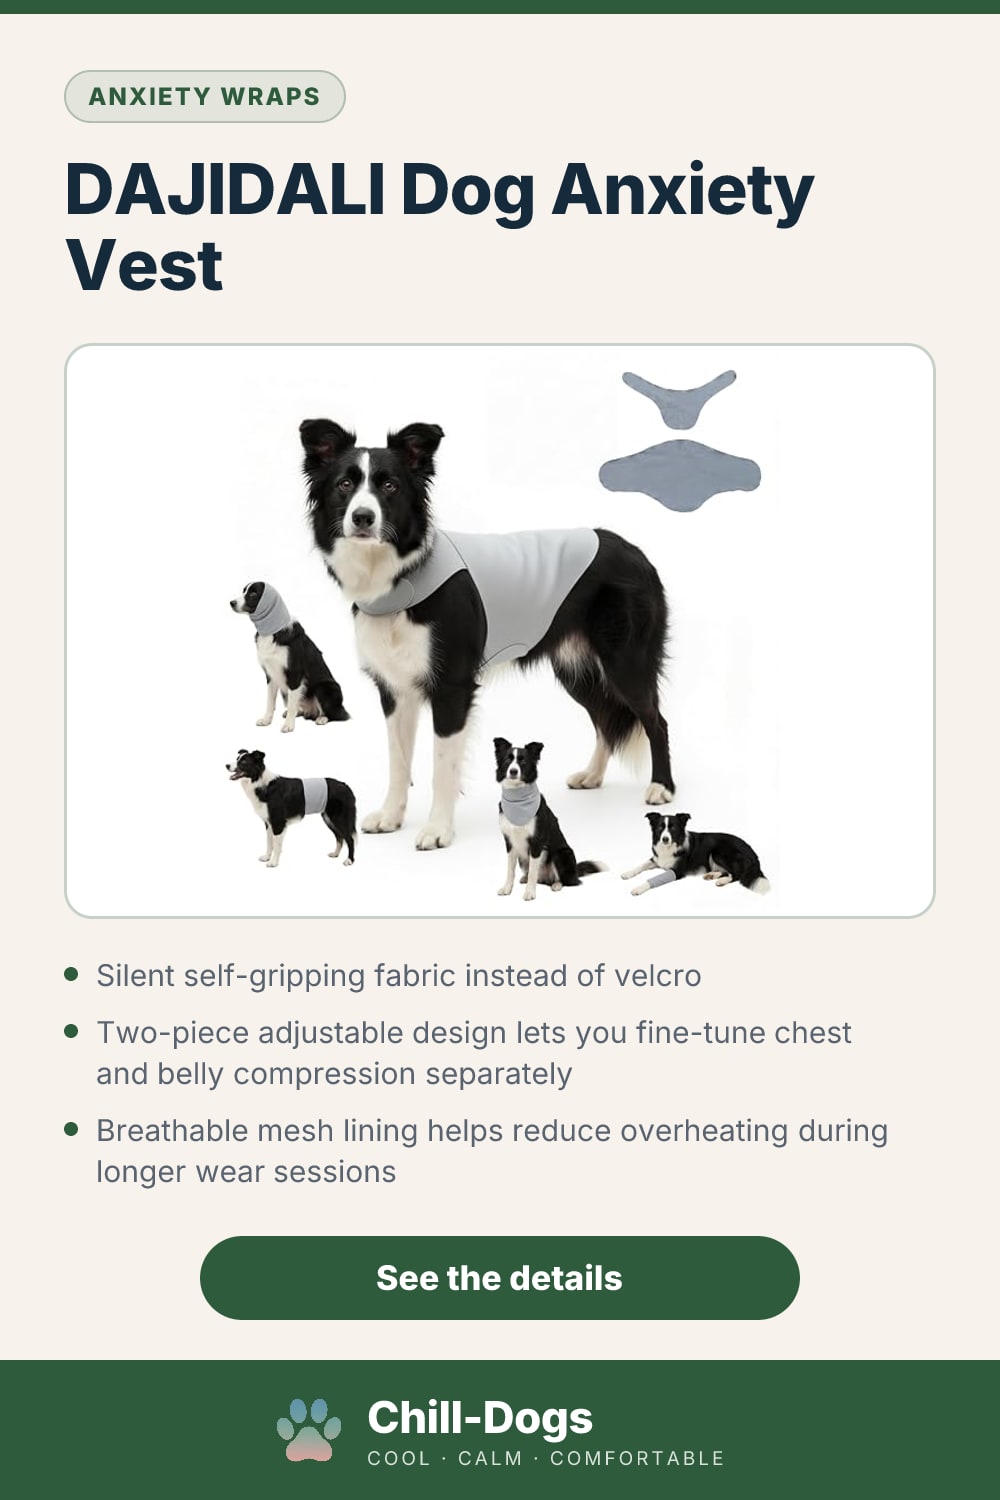 ANXIETY WRAPS
DAJIDALI Dog Anxiety
Vest
Silent self-gripping fabric instead of velcro
Two-piece adjustable design lets you fine-tune chest
and belly compression separately
Breathable mesh lining helps reduce overheating during
longer wear sessions
See the details
Chill-Dogs
COOL · CALM · COMFORTABLE